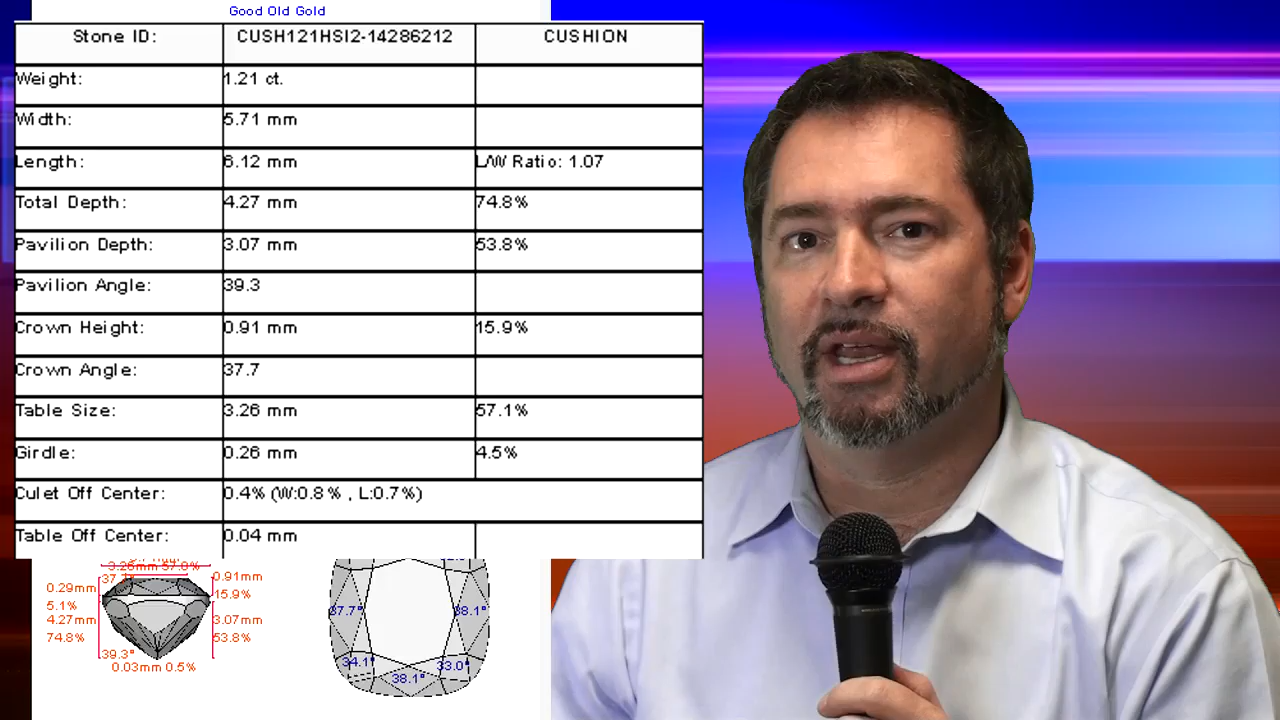 Good Old Gold
Stone ID: CUSH121HSI2-14286212 CUSHION
Weight: 1.21 ct.
Width: 5.71 mm
Length: 6.12 mm L/W Ratio: 1.07
Total Depth: 4.27 mm 74.8%
Pavilion Depth: 3.07 mm 53.8%
Pavilion Angle: 39.3
Crown Height: 0.91 mm 15.9%
Crown Angle: 37.7
Table Size: 3.26 mm 57.1%
Girdle: 0.26 mm 4.5%
Culet Off Center: 0.4% (W:0.8% , L:0.7%)
Table Off Center: 0.04 mm
0.29mm
5.1%
4.27mm
74.8%
0.91mm
15.9%
3.07mm
53.8%
39.3°
0.03mm 0.5%
37.7°
38.1°
34.1°
33.0°
38.1°